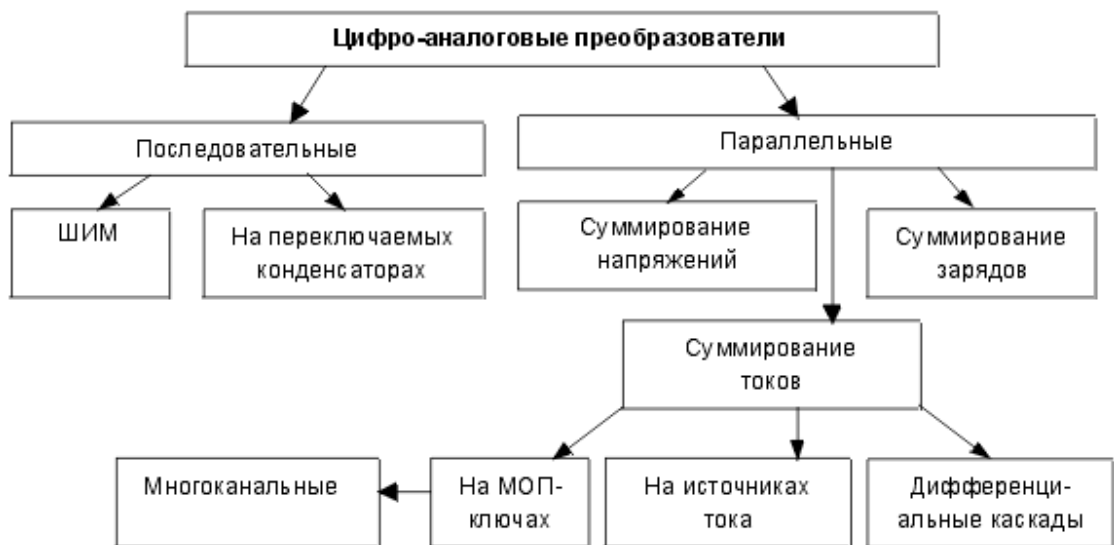 Цифро-аналоговые преобразователи
Последовательные
Параллельные
ШИМ
На переключаемых
конденсаторах
Суммирование
напряжений
Суммирование
зарядов
Суммирование
токов
Многоканальные
На МОП-
ключах
На источниках
тока
Дифференци-
альные каскады